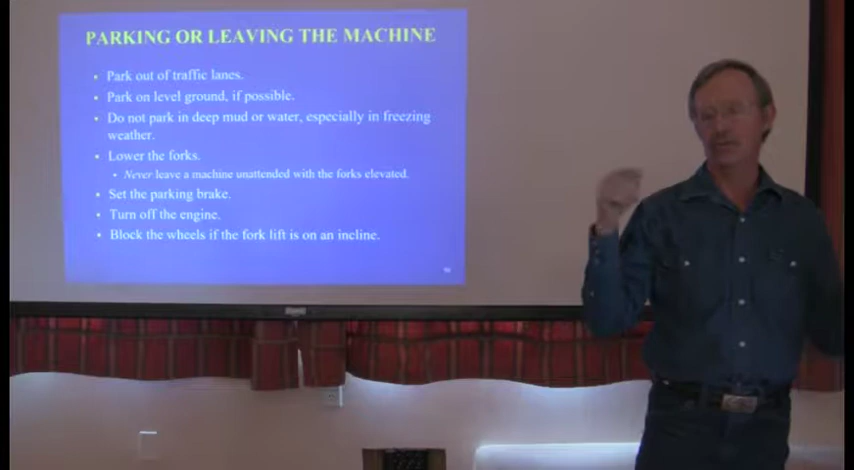 PARKING OR LEAVING THE MACHINE
• Park out of traffic lanes.
• Park on level ground, if possible.
• Do not park in deep mud or water, especially in freezing
weather.
• Lower the forks.
• Never leave a machine unattended with the forks elevated.
• Set the parking brake.
• Turn off the engine.
• Block the wheels if the fork lift is on an incline.